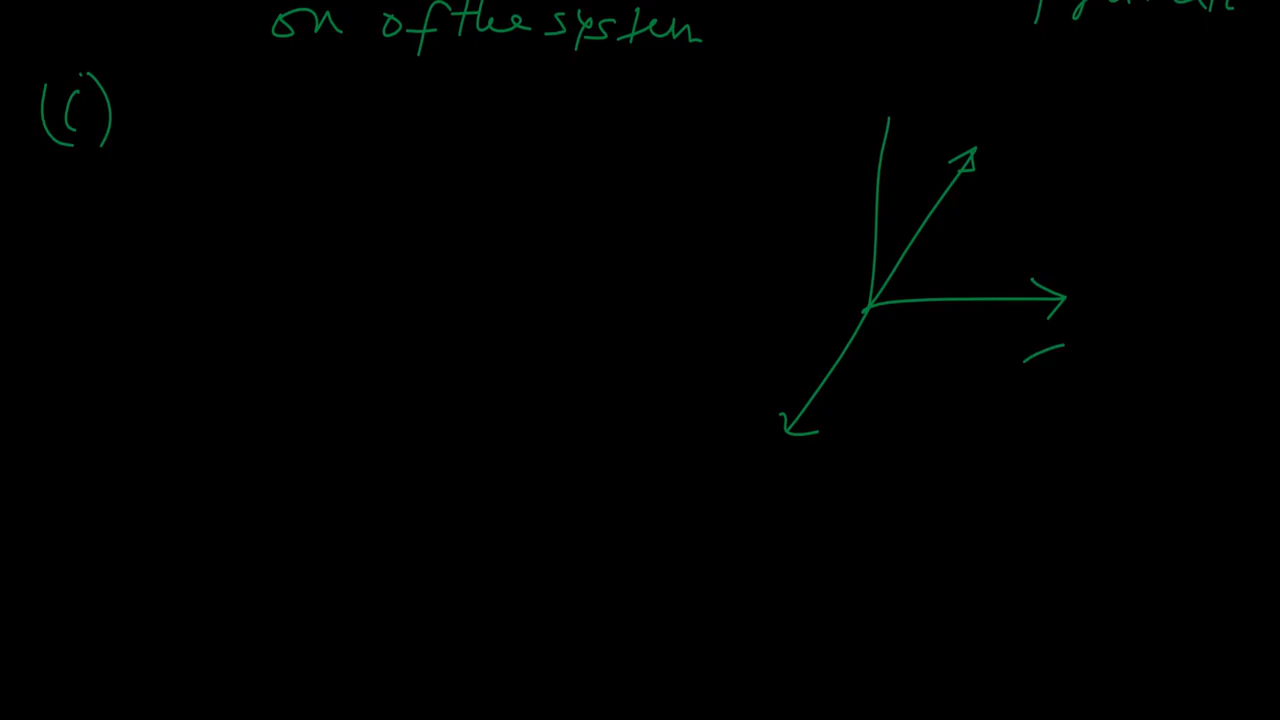 on of the system
(i)